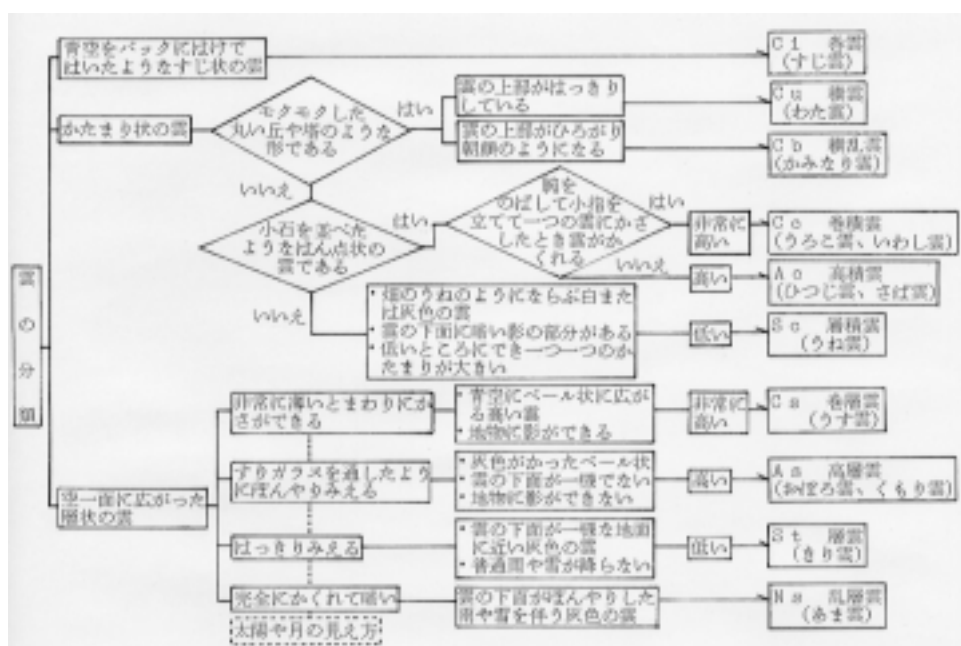 青空をバックにはけで
はいたようなすじ状の雲
Ci 巻雲
(すじ雲)
かたまり状の雲
モクモクした
丸い丘や塔のような
形である
はい
雲の上部がはっきり
している
Cu 積雲
(わた雲)
雲の上部がひろがり
朝顔のようになる
Cb 積乱雲
(かみなり雲)
いいえ
小石を並べた
ようなはん点状の
雲である
はい
腕を
のばして小指を
立てて一つの雲にかざ
したとき雲がか
くれる
はい
非常に
高い
Cc 巻積雲
(うろこ雲、いわし雲)
いいえ
高い
Ac 高積雲
(ひつじ雲、さば雲)
いいえ
・畑のうねのようにならぶ白また
は灰色の雲
・雲の下面に暗い影の部分がある
・低いところにでき一つ一つのか
たまりが大きい
低い
Sc 層積雲
(うね雲)
雲の分類
空一面に広がった
層状の雲
非常に薄いとまわりにか
さができる
・青空にベール状に広が
る高い雲
・地物に影ができる
非常に
高い
Cs 巻層雲
(うす雲)
すりガラスを通したよう
にぼんやりみえる
・灰色がかったベール状
・雲の下面が一様でない
・地物に影ができない
高い
As 高層雲
(おぼろ雲、くもり雲)
はっきりみえる
・雲の下面が一様な地面
に近い灰色の雲
・普通雨や雪が降らない
低い
St 層雲
(きり雲)
完全にかくれて暗い
雲の下面がぼんやりした
雨や雪を伴う灰色の雲
Ns 乱層雲
(あま雲)
太陽や月の見え方